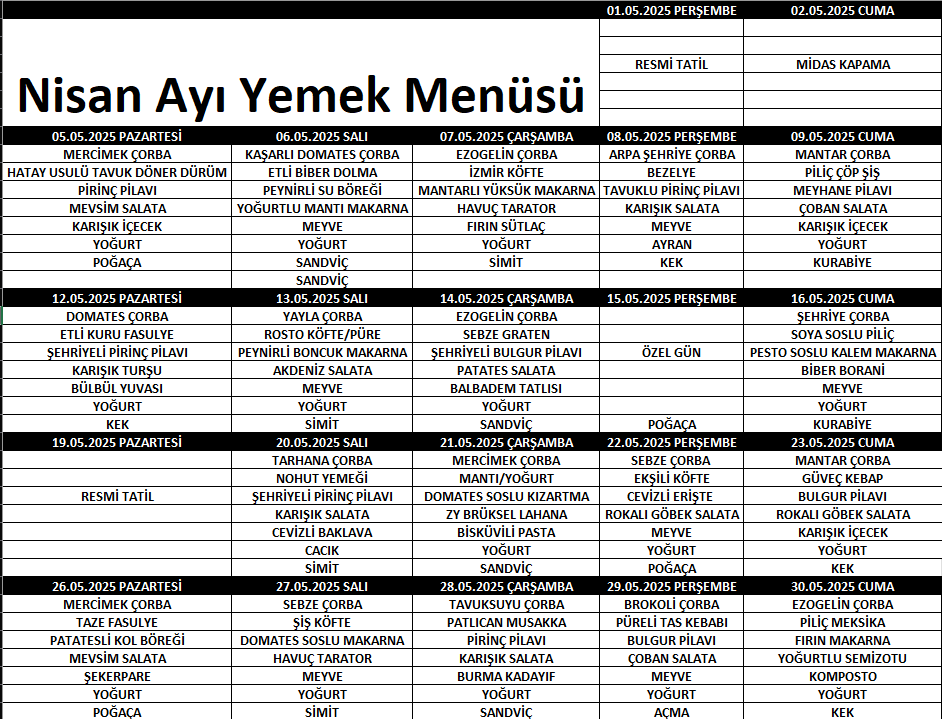 01.05.2025 PERŞEMBE 02.05.2025 CUMA
RESMİ TATİL MİDAS KAPAMA
Nisan Ayı Yemek Menüsü
05.05.2025 PAZARTESİ 06.05.2025 SALI 07.05.2025 ÇARŞAMBA 08.05.2025 PERŞEMBE 09.05.2025 CUMA
MERCİMEK ÇORBA KAŞARLI DOMATES ÇORBA EZOGELİN ÇORBA ARPA ŞEHRİYE ÇORBA MANTAR ÇORBA
HATAY USULÜ TAVUK DÖNER DÜRÜM ETLİ BİBER DOLMA İZMİR KÖFTE BEZELYE PİLİÇ ÇÖP ŞİŞ
PİRİNÇ PİLAVI PEYNİRLİ SU BÖREĞİ MANTARLI YÜKSÜK MAKARNA TAVUKLU PİRİNÇ PİLAVI MEYHANE PİLAVI
MEVSİM SALATA YOĞURTLU MANTI MAKARNA HAVUÇ TARATOR KARIŞIK SALATA ÇOBAN SALATA
KARIŞIK İÇECEK MEYVE FIRIN SÜTLAÇ MEYVE KARIŞIK İÇECEK
YOĞURT YOĞURT YOĞURT AYRAN YOĞURT
POĞAÇA SANDVİÇ SİMİT KEK KURABİYE
SANDVİÇ
12.05.2025 PAZARTESİ 13.05.2025 SALI 14.05.2025 ÇARŞAMBA 15.05.2025 PERŞEMBE 16.05.2025 CUMA
DOMATES ÇORBA YAYLA ÇORBA EZOGELİN ÇORBA ŞEHRİYE ÇORBA
ETLİ KURU FASULYE ROSTO KÖFTE/PÜRE SEBZE GRATEN SOYA SOSLU PİLİÇ
ŞEHRİYELİ PİRİNÇ PİLAVI PEYNİRLİ BONCUK MAKARNA ŞEHRİYELİ BULGUR PİLAVI ÖZEL GÜN PESTO SOSLU KALEM MAKARNA
KARIŞIK TURŞU AKDENİZ SALATA PATATES SALATA BİBER BORANİ
BÜLBÜL YUVASI MEYVE BALBADEM TATLISI MEYVE
YOĞURT YOĞURT YOĞURT YOĞURT
KEK SİMİT SANDVİÇ POĞAÇA KURABİYE
19.05.2025 PAZARTESİ 20.05.2025 SALI 21.05.2025 ÇARŞAMBA 22.05.2025 PERŞEMBE 23.05.2025 CUMA
TARHANA ÇORBA MERCİMEK ÇORBA SEBZE ÇORBA MANTAR ÇORBA
NOHUT YEMEĞİ MANTI/YOĞURT EKŞİLİ KÖFTE GÜVEÇ KEBAP
RESMİ TATİL ŞEHRİYELİ PİRİNÇ PİLAVI DOMATES SOSLU KIZARTMA CEVİZLİ ERİŞTE BULGUR PİLAVI
KARIŞIK SALATA ZY BRÜKSEL LAHANA ROKALI GÖBEK SALATA ROKALI GÖBEK SALATA
CEVİZLİ BAKLAVA BİSKÜVİLİ PASTA MEYVE KARIŞIK İÇECEK
CACIK YOĞURT YOĞURT YOĞURT
SİMİT SANDVİÇ POĞAÇA KEK
26.05.2025 PAZARTESİ 27.05.2025 SALI 28.05.2025 ÇARŞAMBA 29.05.2025 PERŞEMBE 30.05.2025 CUMA
MERCİMEK ÇORBA SEBZE ÇORBA TAVUKSUYU ÇORBA BROKOLİ ÇORBA EZOGELİN ÇORBA
TAZE FASULYE ŞİŞ KÖFTE PATLICAN MUSAKKA PÜRELİ TAS KEBABI PİLİÇ MEKSİKA
PATATESLİ KOL BÖREĞİ DOMATES SOSLU MAKARNA PİRİNÇ PİLAVI BULGUR PİLAVI FIRIN MAKARNA
MEVSİM SALATA HAVUÇ TARATOR KARIŞIK SALATA ÇOBAN SALATA YOĞURTLU SEMİZOTU
ŞEKERPARE MEYVE BURMA KADAYIF MEYVE KOMPOSTO
YOĞURT YOĞURT YOĞURT YOĞURT YOĞURT
POĞAÇA SİMİT SANDVİÇ AÇMA KEK